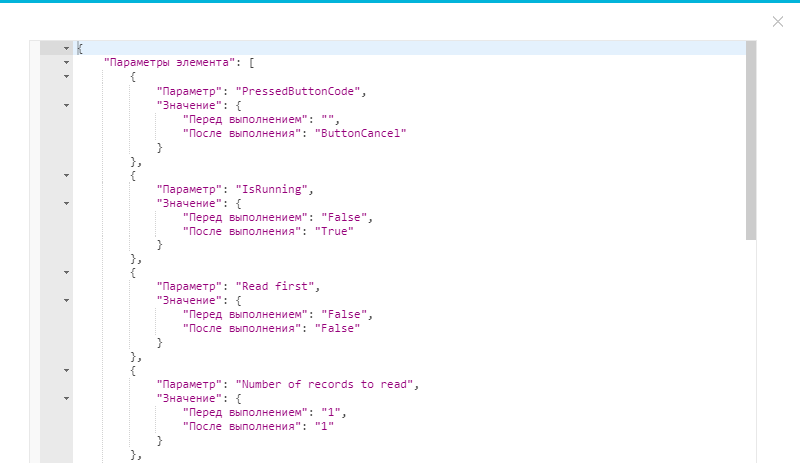 {
"Параметры элемента": [
{
"Параметр": "PressedButtonCode",
"Значение": {
"Перед выполнением": "",
"После выполнения": "ButtonCancel"
}
},
{
"Параметр": "IsRunning",
"Значение": {
"Перед выполнением": "False",
"После выполнения": "True"
}
},
{
"Параметр": "Read first",
"Значение": {
"Перед выполнением": "False",
"После выполнения": "False"
}
},
{
"Параметр": "Number of records to read",
"Значение": {
"Перед выполнением": "1",
"После выполнения": "1"
}
},